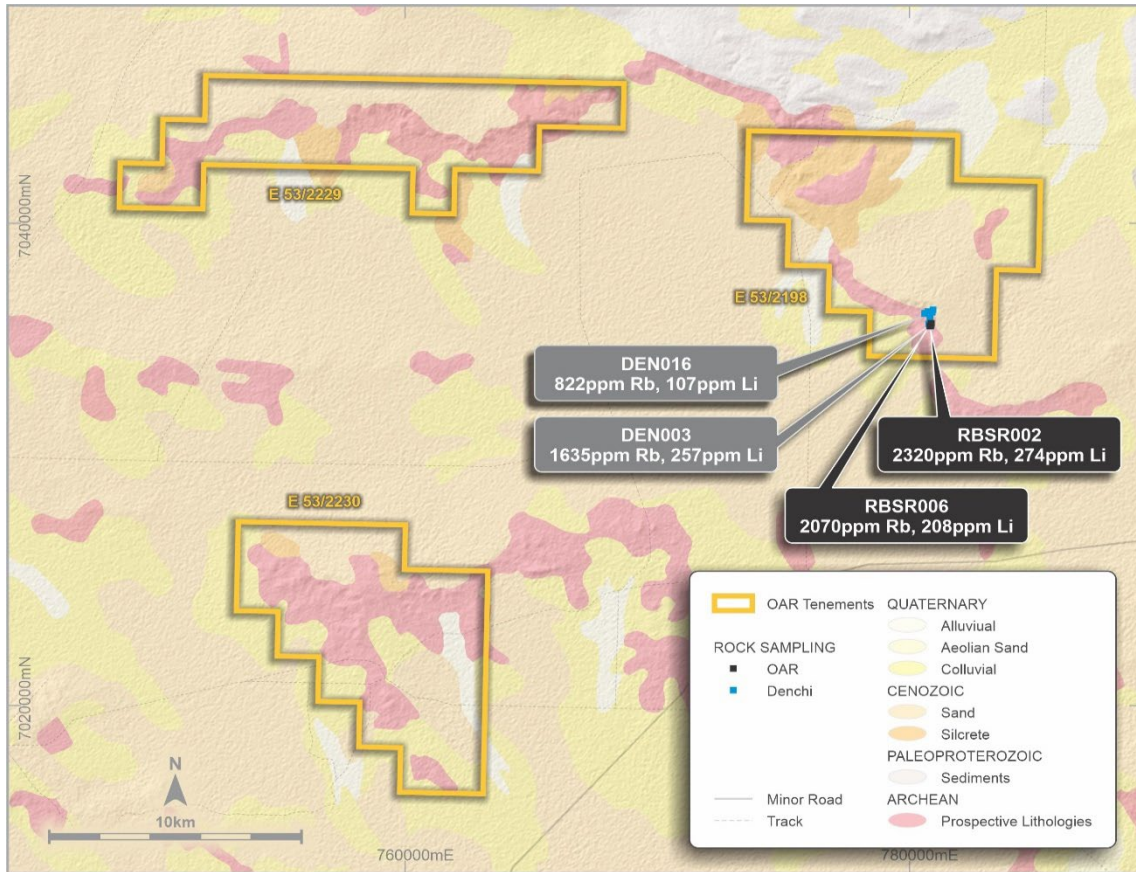 E 53/2229
7040000mN
E 53/2198
DEN016
822ppm Rb, 107ppm Li
DEN003
1635ppm Rb, 257ppm Li
RBSR002
2320ppm Rb, 274ppm Li
RBSR006
2070ppm Rb, 208ppm Li
E 53/2230
7020000mN
N
10km
760000mE
780000mE
OAR Tenements
ROCK SAMPLING
OAR
Denchi
Minor Road
Track
QUATERNARY
Alluviual
Aeolian Sand
Colluvial
CENOZOIC
Sand
Silcrete
PALEOPROTEROZOIC
Sediments
ARCHEAN
Prospective Lithologies